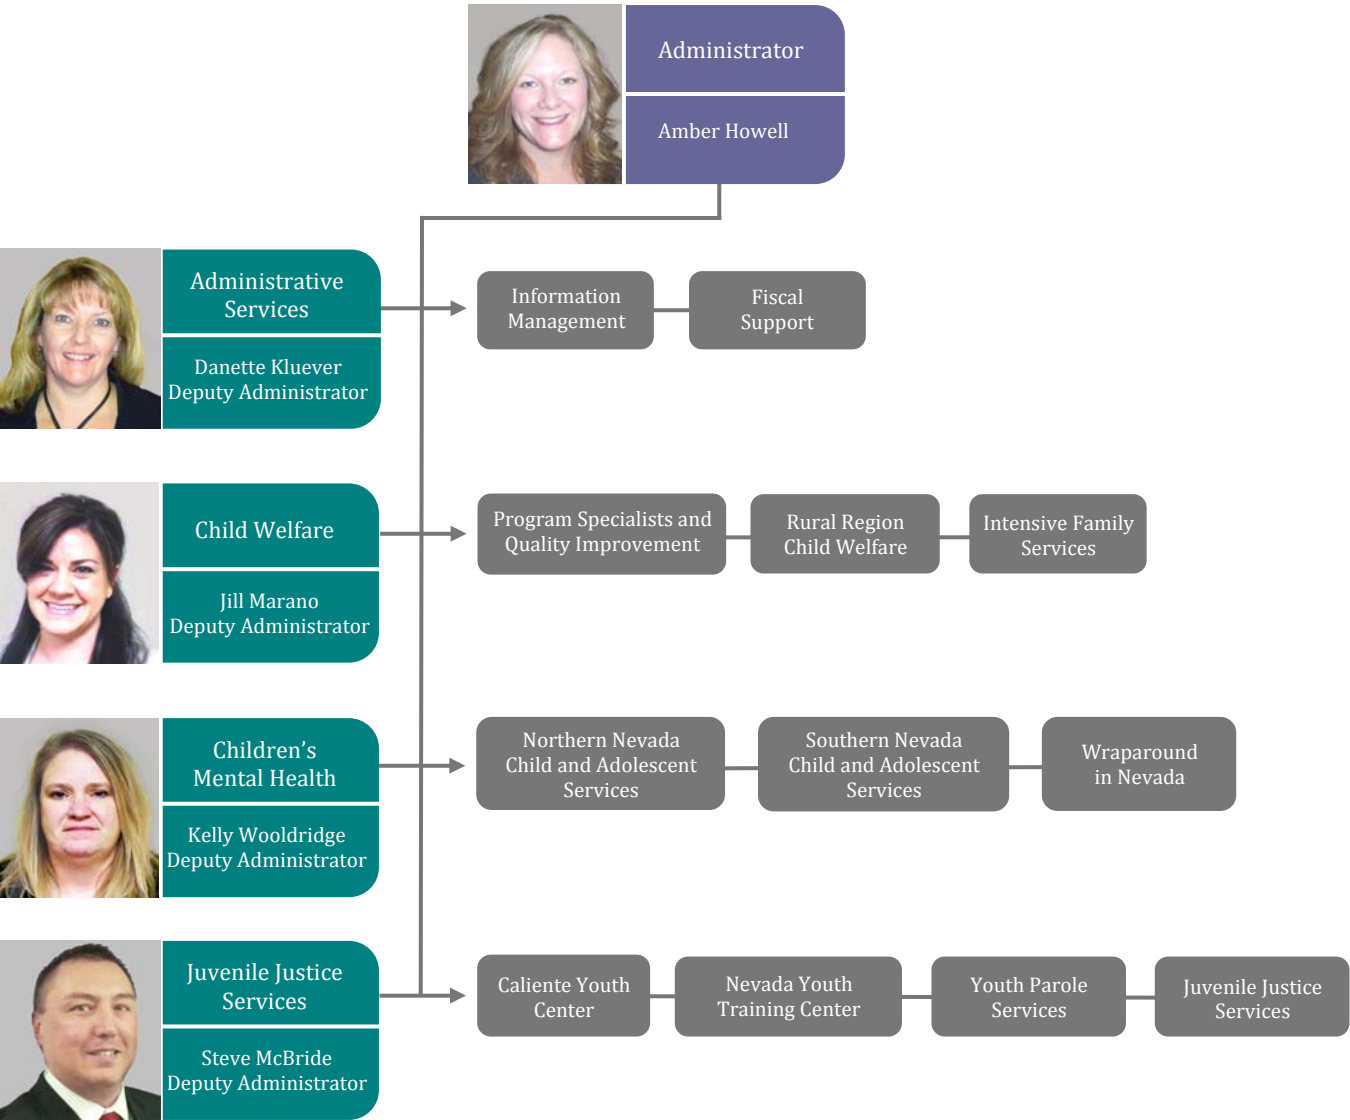 Administrator
Amber Howell
Administrative
Services
Danette Kluever
Deputy Administrator
Information
Management
Fiscal
Support
Child Welfare
Jill Marano
Deputy Administrator
Program Specialists and
Quality Improvement
Rural Region
Child Welfare
Intensive Family
Services
Children’s
Mental Health
Kelly Wooldridge
Deputy Administrator
Northern Nevada
Child and Adolescent
Services
Southern Nevada
Child and Adolescent
Services
Wraparound
in Nevada
Juvenile Justice
Services
Steve McBride
Deputy Administrator
Caliente Youth
Center
Nevada Youth
Training Center
Youth Parole
Services
Juvenile Justice
Services